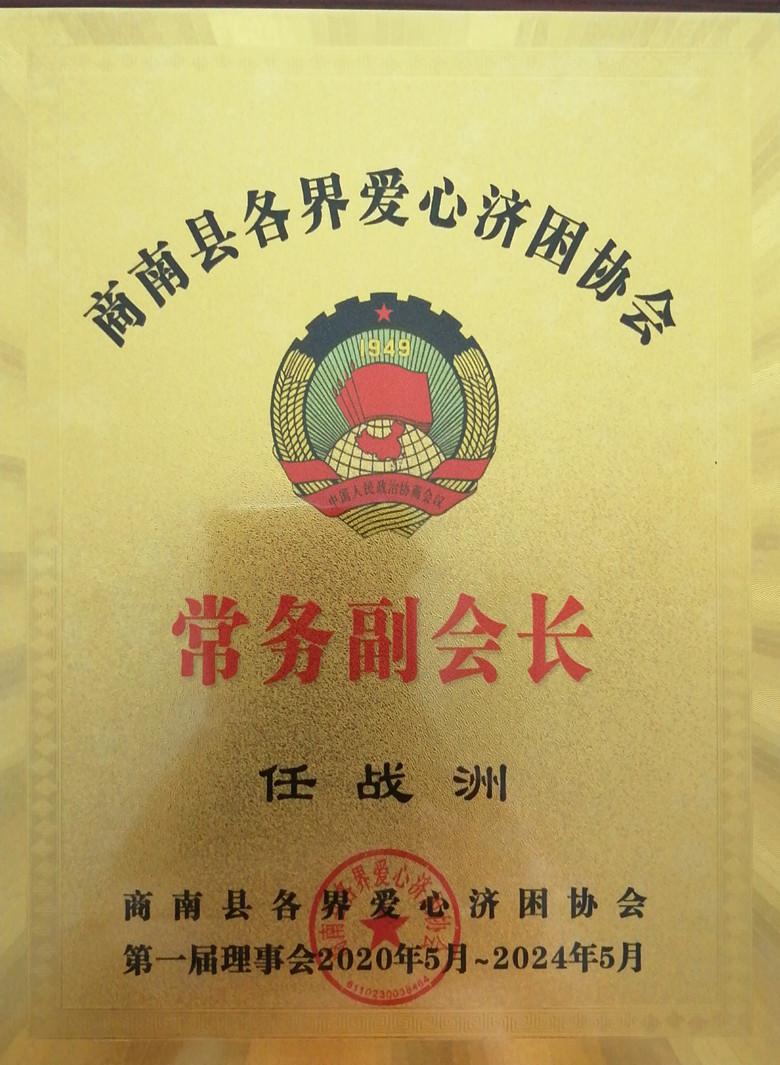 商南县各界爱心济困协会
1949
中国人民政治协商会议
常务副会长
任战洲
商南县各界爱心济困协会
第一届理事会2020年5月~2024年5月